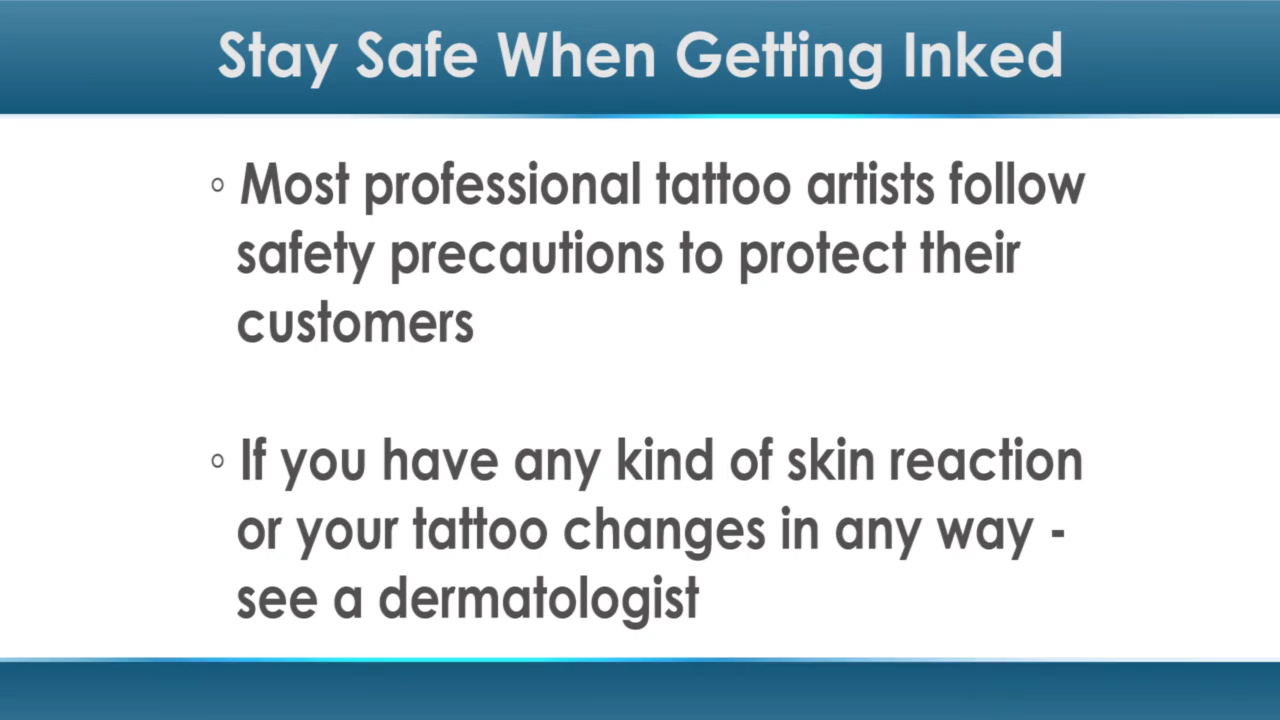 Stay Safe When Getting Inked
◦ Most professional tattoo artists follow
safety precautions to protect their
customers
◦ If you have any kind of skin reaction
or your tattoo changes in any way -
see a dermatologist